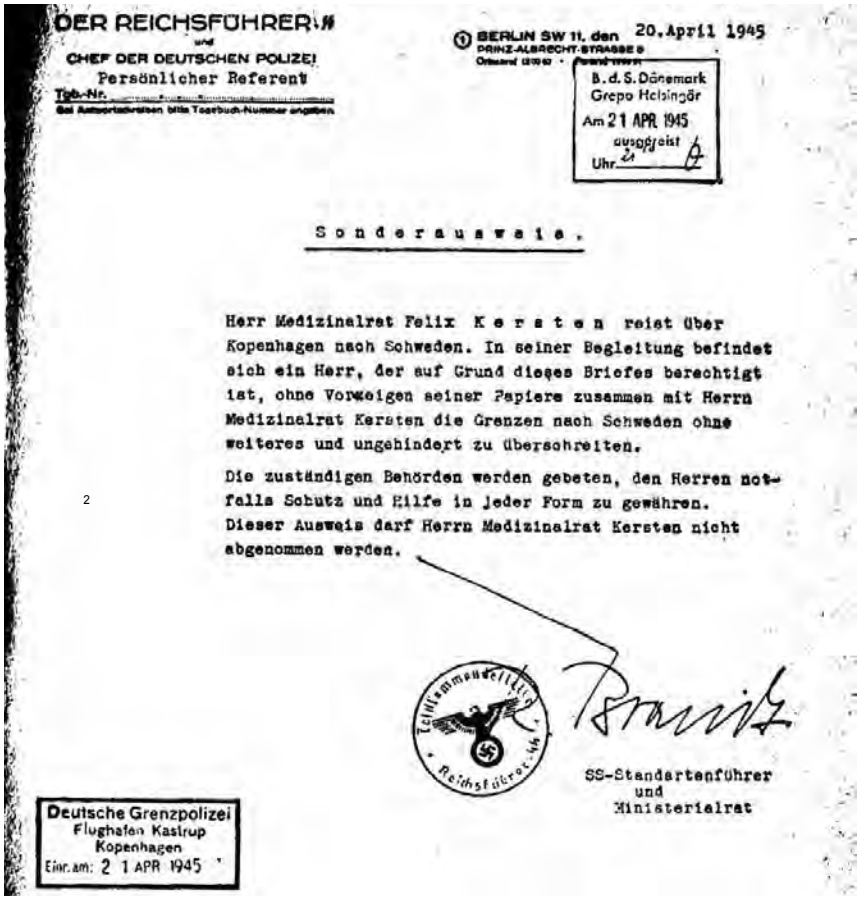 DER REICHSFÜHRER-SS
und
CHEF DER DEUTSCHEN POLIZEI
Persönlicher Referent
Tgb.-Nr.
Bei Antwortschreiben bitte Tagebuch-Nummer angeben
① BERLIN SW 11, den 20. April 1945
PRINZ-ALBRECHT-STRASSE 8
B.d.S. Dänemark
Grepo Helsingör
Am 21 APR 1945
ausgereist
Uhr 21
Sonderausweis.
Herr Medizinalrat Felix Kersten reist über
Kopenhagen nach Schweden. In seiner Begleitung befindet
sich ein Herr, der auf Grund dieses Briefes berechtigt
ist, ohne Vorzeigen seiner Papiere zusammen mit Herrn
Medizinalrat Kersten die Grenzen nach Schweden ohne
weiteres und ungehindert zu überschreiten.
Die zuständigen Behörden werden gebeten, den Herren not-
falls Schutz und Hilfe in jeder Form zu gewähren.
2
Dieser Ausweis darf Herrn Medizinalrat Kersten nicht
abgenommen werden.
Feldkommandostelle
Reichsführer-SS
Brandt
SS-Standartenführer
und
Ministerialrat
Deutsche Grenzpolizei
Flughafen Kastrup
Kopenhagen
Einr. am: 21 APR 1945